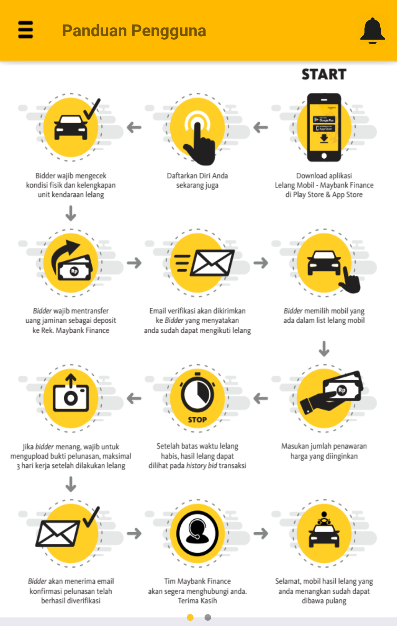 Panduan Pengguna
START
Download aplikasi
Lelang Mobil - Maybank Finance
di Play Store & App Store
Daftarkan Diri Anda
sekarang juga
Bidder wajib mengecek
kondisi fisik dan kelengkapan
unit kendaraan lelang
Rp
Bidder wajib mentransfer
uang jaminan sebagai deposit
ke Rek. Maybank Finance
Email verifikasi akan dikirimkan
ke Bidder yang menyatakan
anda sudah dapat mengikuti lelang
Bidder memilih mobil yang
ada dalam list lelang mobil
Rp
Masukan jumlah penawaran
harga yang diinginkan
STOP
Setelah batas waktu lelang
habis, hasil lelang dapat
dilihat pada history bid transaksi
Jika bidder menang, wajib untuk
mengupload bukti pelunasan, maksimal
3 hari kerja setelah dilakukan lelang
Bidder akan menerima email
konfirmasi pelunasan telah
berhasil diverifikasi
Tim Maybank Finance
akan segera menghubungi anda.
Terima Kasih
Selamat, mobil hasil lelang yang
anda menangkan sudah dapat
dibawa pulang